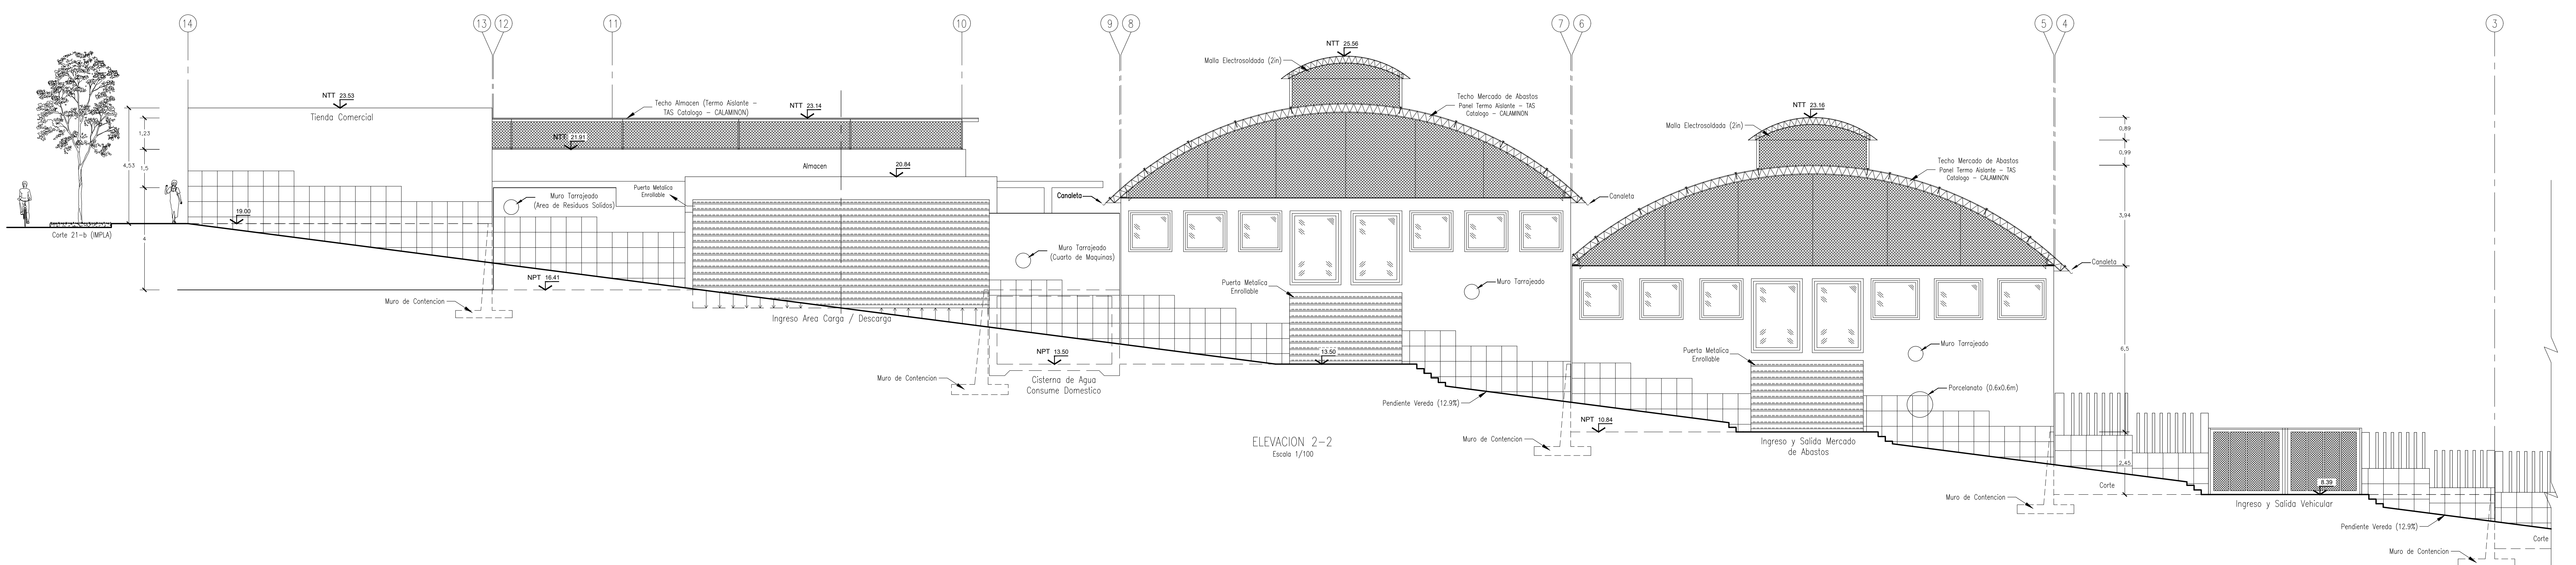 14
13
12
11
10
9
8
7
6
5
4
3
NTT 25.56
Malla Electrosoldada (2in)
NTT 23.53
Tienda Comercial
Techo Almacen (Termo Aislante -
TAS Catalogo - CALAMINON)
NTT 23.14
Techo Mercado de Abastos
Panel Termo Aislante - TAS
Catalogo - CALAMINON
NTT 23.16
Malla Electrosoldada (2in)
1,23
4,53
1,5
4
NTT 21.91
Almacen
20.84
Techo Mercado de Abastos
Panel Termo Aislante - TAS
Catalogo - CALAMINON
0,89
0,99
3,94
6,5
2,45
Puerta Metalica
Enrollable
Muro Tarrajeado
(Area de Residuos Solidos)
Canaleta
Canaleta
19.00
Corte 21-b (IMPLA)
Muro Tarrajeado
(Cuarto de Maquinas)
Canaleta
NPT 16.41
Puerta Metalica
Enrollable
Muro Tarrajeado
Muro de Contencion
Ingreso Area Carga / Descarga
NPT 13.50
13.50
Puerta Metalica
Enrollable
Muro Tarrajeado
Muro de Contencion
Cisterna de Agua
Consume Domestico
Porcelanato (0.6x0.6m)
Pendiente Vereda (12.9%)
NPT 10.84
ELEVACION 2-2
Escala 1/100
Muro de Contencion
Ingreso y Salida Mercado
de Abastos
Corte
8.39
Muro de Contencion
Ingreso y Salida Vehicular
Pendiente Vereda (12.9%)
Corte
Muro de Contencion